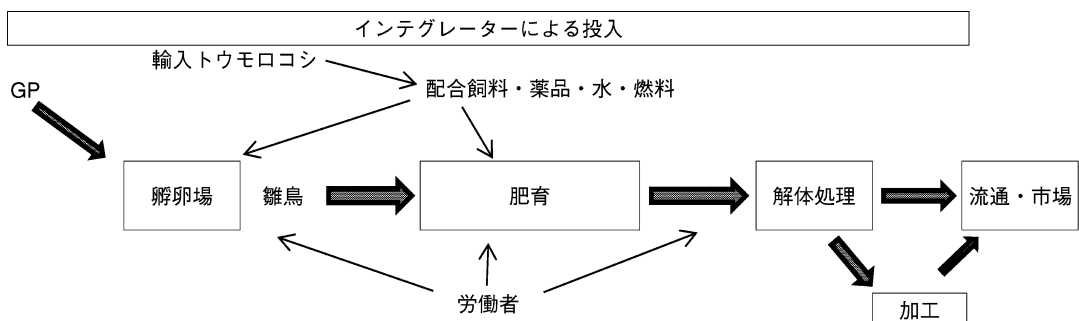 インテグレーターによる投入
輸入トウモロコシ
GP
配合飼料・薬品・水・燃料
孵卵場
雛鳥
肥育
解体処理
流通・市場
労働者
加工